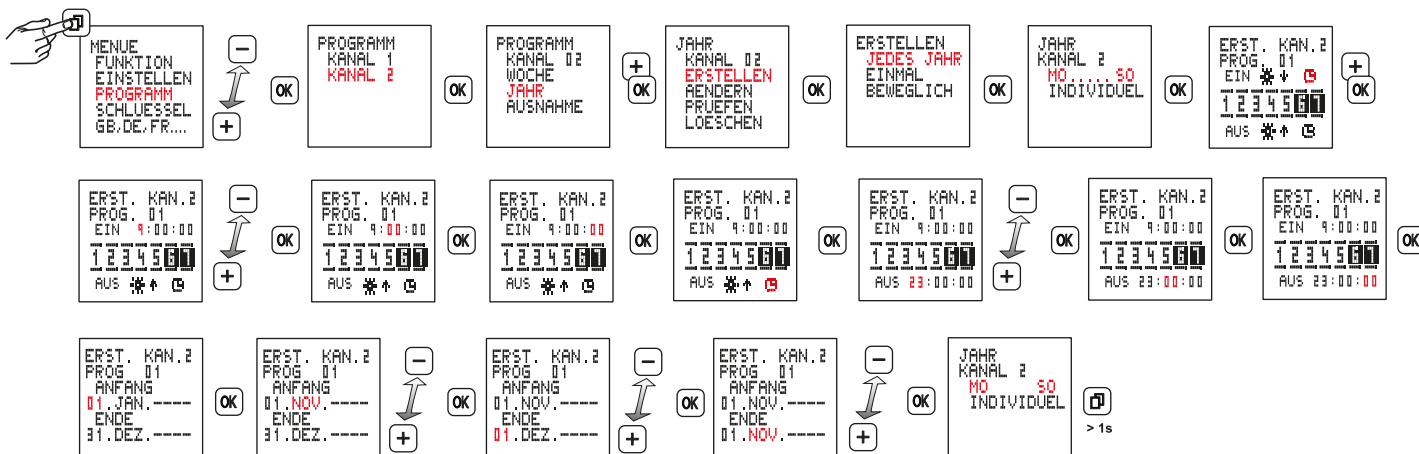 MENUE
FUNKTION
EINSTELLEN
PROGRAMM
SCHLUESSEL
GB,DE,FR....
−
+
OK
PROGRAMM
KANAL 1
KANAL 2
OK
PROGRAMM
KANAL 02
WOCHE
JAHR
AUSNAHME
+
OK
JAHR
KANAL 02
ERSTELLEN
AENDERN
PRUEFEN
LOESCHEN
OK
ERSTELLEN
JEDES JAHR
EINMAL
BEWEGLICH
OK
JAHR
KANAL 2
MO.....SO
INDIVIDUEL
OK
ERST. KAN.2
PROG. 01
EIN
1 2 3 4 5 6 7
AUS
+
OK
ERST. KAN.2
PROG. 01
EIN 9:00:00
1 2 3 4 5 6 7
AUS
−
+
OK
ERST. KAN.2
PROG. 01
EIN 9:00:00
1 2 3 4 5 6 7
AUS
OK
ERST. KAN.2
PROG. 01
EIN 9:00:00
1 2 3 4 5 6 7
AUS
OK
ERST. KAN.2
PROG. 01
EIN 9:00:00
1 2 3 4 5 6 7
AUS
OK
ERST. KAN.2
PROG. 01
EIN 9:00:00
1 2 3 4 5 6 7
AUS 23:00:00
−
+
OK
ERST. KAN.2
PROG. 01
EIN 9:00:00
1 2 3 4 5 6 7
AUS 23:00:00
OK
ERST. KAN.2
PROG. 01
EIN 9:00:00
1 2 3 4 5 6 7
AUS 23:00:00
OK
ERST. KAN.2
PROG 01
ANFANG
01.JAN.----
ENDE
31.DEZ.----
OK
ERST. KAN.2
PROG 01
ANFANG
01.NOV.----
ENDE
31.DEZ.----
−
+
OK
ERST. KAN.2
PROG 01
ANFANG
01.NOV.----
ENDE
01.DEZ.----
−
+
OK
ERST. KAN.2
PROG 01
ANFANG
01.NOV.----
ENDE
01.NOV.----
−
+
OK
JAHR
KANAL 2
MO SO
INDIVIDUEL
> 1s